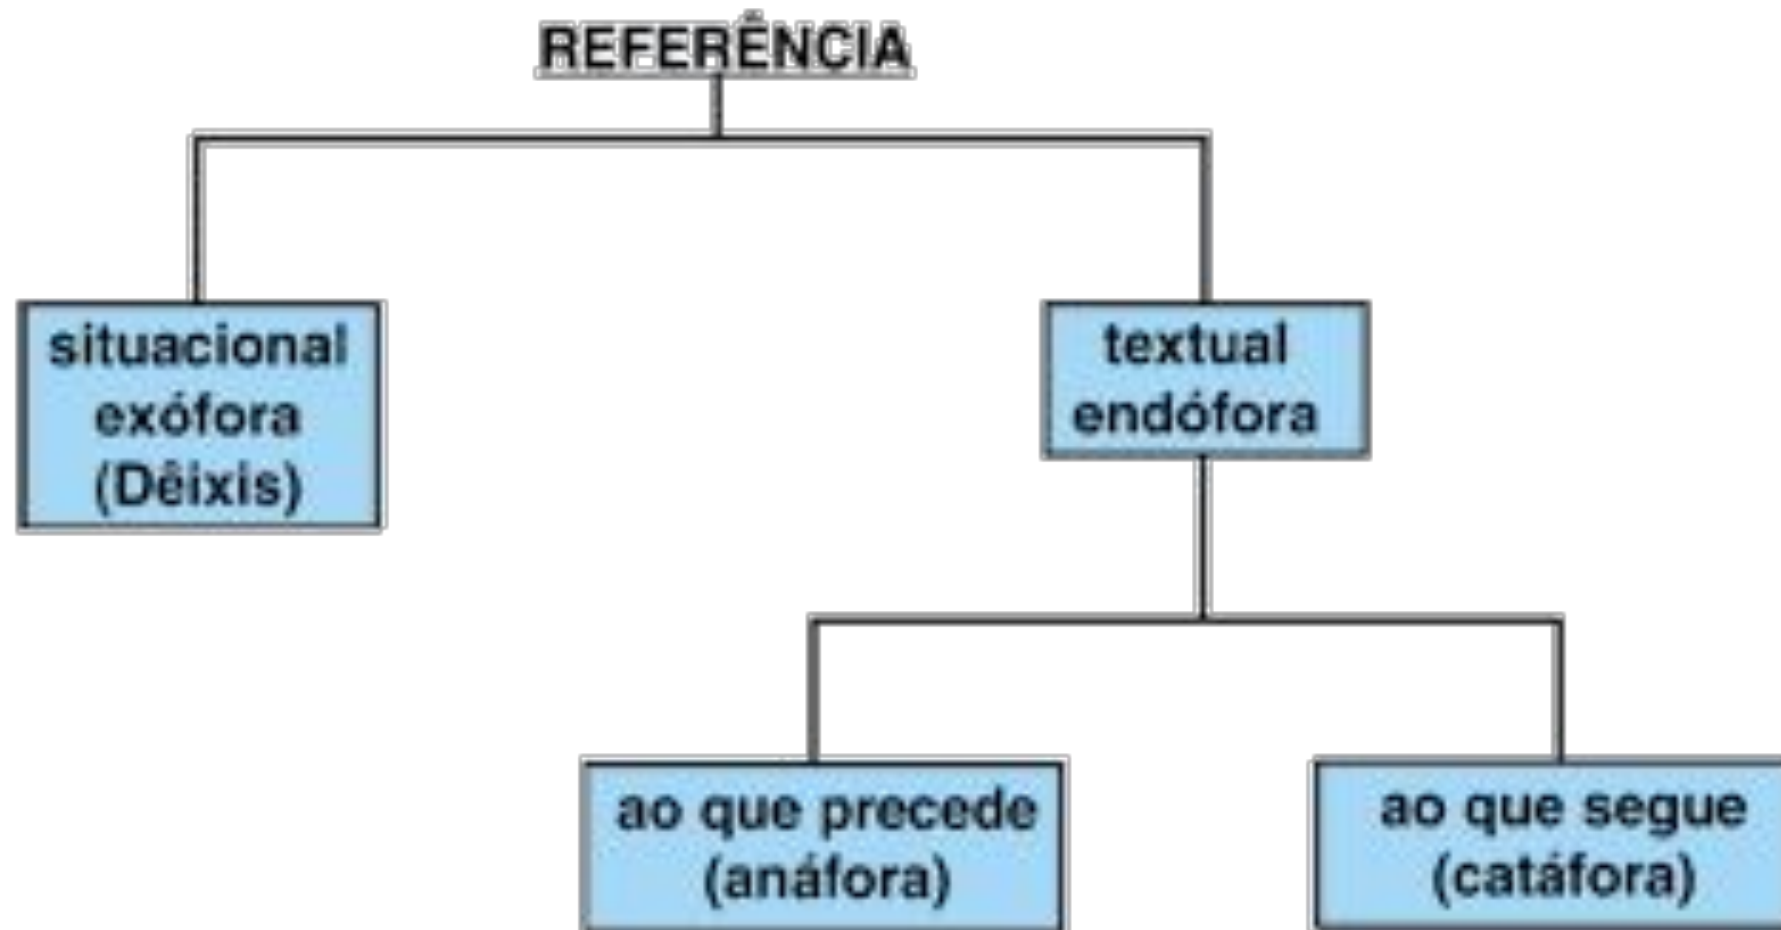 REFERÊNCIA
situacional
exófora
(Dêixis)
textual
endófora
ao que precede
(anáfora)
ao que segue
(catáfora)